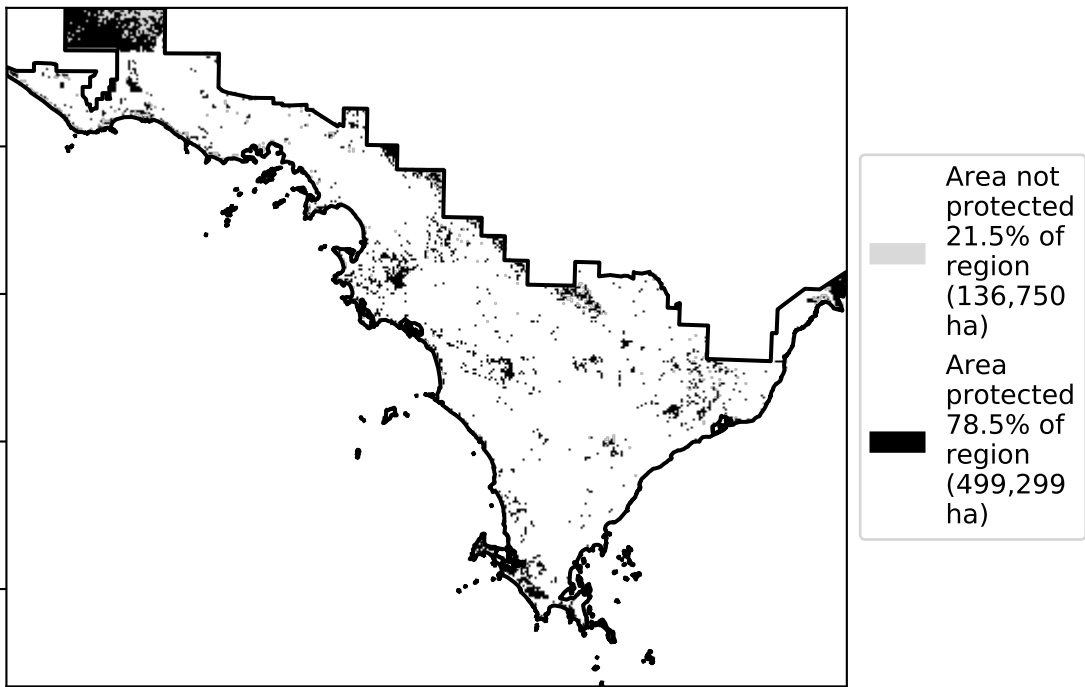 Area not
protected
21.5% of
region
(136,750
ha)
Area
protected
78.5% of
region
(499,299
ha)